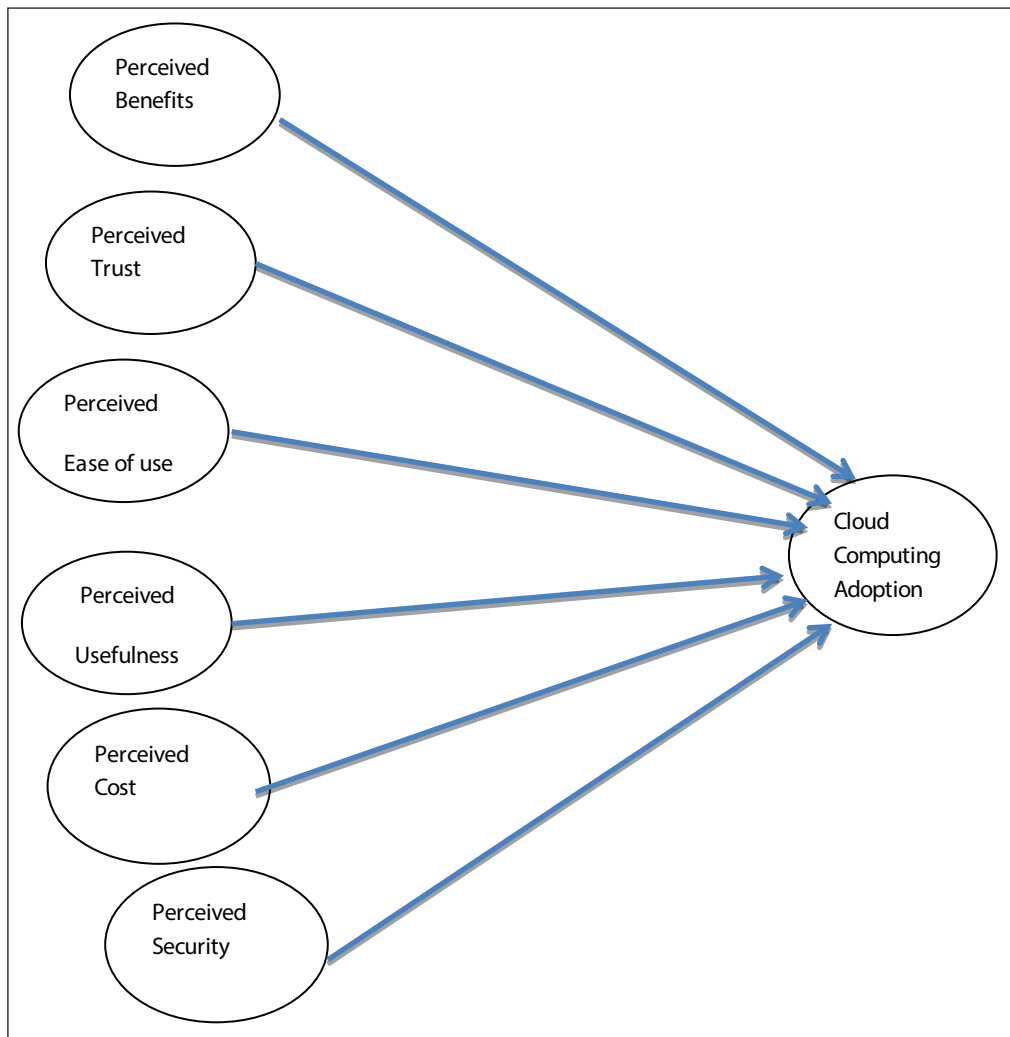 Perceived
Benefits
Perceived
Trust
Perceived
Ease of use
Perceived
Usefulness
Perceived
Cost
Perceived
Security
Cloud
Computing
Adoption